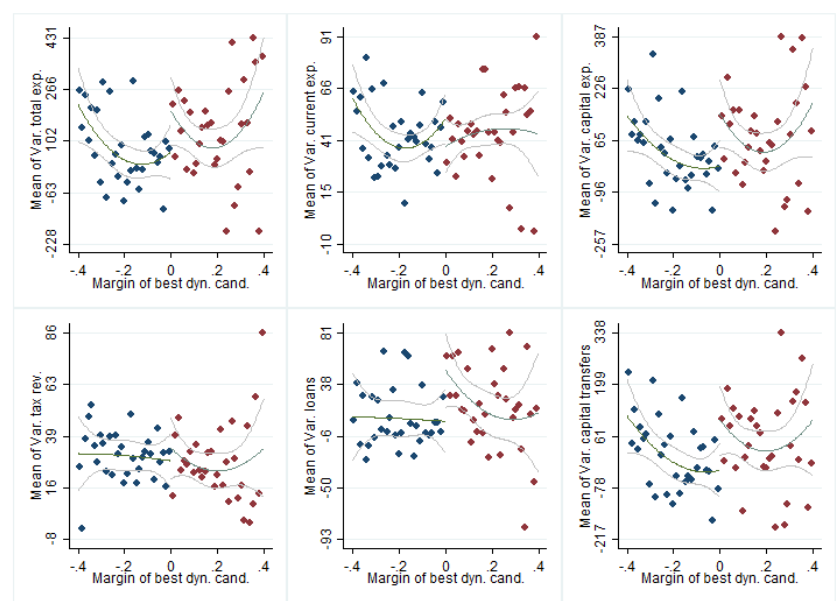 Mean of Var. total exp.
431
266
102
-63
-228
-.4 -.2 0 .2 .4
Margin of best dyn. cand.
Mean of Var. current exp.
91
66
41
15
-10
-.4 -.2 0 .2 .4
Margin of best dyn. cand.
Mean of Var. capital exp.
387
226
65
-96
-257
-.4 -.2 0 .2 .4
Margin of best dyn. cand.
Mean of Var. tax rev.
86
63
39
16
-8
-.4 -.2 0 .2 .4
Margin of best dyn. cand.
Mean of Var. loans
81
38
-6
-50
-93
-.4 -.2 0 .2 .4
Margin of best dyn. cand.
Mean of Var. capital transfers
338
199
61
-78
-217
-.4 -.2 0 .2 .4
Margin of best dyn. cand.